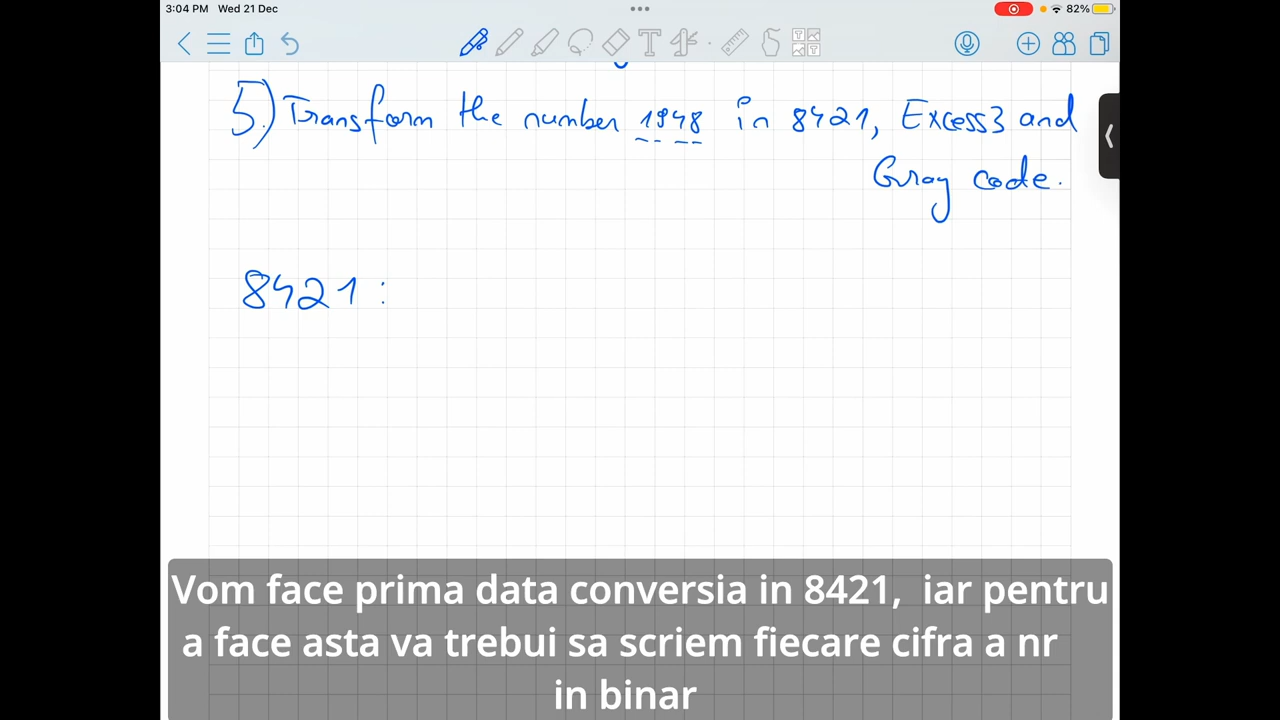 3:04 PM Wed 21 Dec
82%
5.) Transform the number 1948 in 8421, Excess3 and
Gray code.
8421 :
Vom face prima data conversia in 8421, iar pentru
a face asta va trebui sa scriem fiecare cifra a nr
in binar